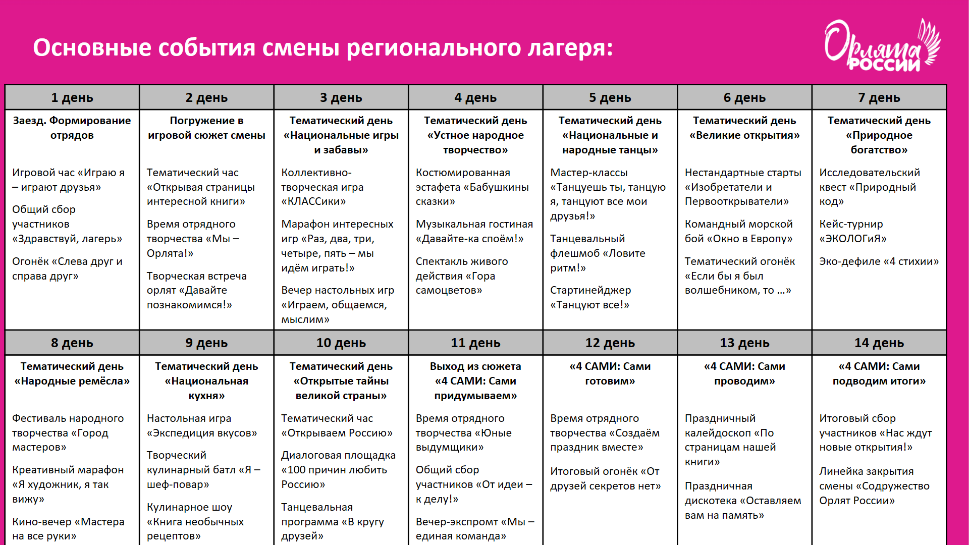 Основные события смены регионального лагеря:
Орлята
РОССИИ
1 день
Заезд. Формирование
отрядов
Игровой час «Играю я
– играют друзья»
Общий сбор
участников
«Здравствуй, лагерь»
Огонёк «Слева друг и
справа друг»
2 день
Погружение в
игровой сюжет смены
Тематический час
«Открывая страницы
интересной книги»
Время отрядного
творчества «Мы –
Орлята!»
Творческая встреча
орлят «Давайте
познакомимся!»
3 день
Тематический день
«Национальные игры
и забавы»
Коллективно-
творческая игра
«КЛАССики»
Марафон интересных
игр «Раз, два, три,
четыре, пять – мы
идём играть!»
Вечер настольных игр
«Играем, общаемся,
мыслим»
4 день
Тематический день
«Устное народное
творчество»
Костюмированная
эстафета «Бабушкины
сказки»
Музыкальная гостиная
«Давайте-ка споём!»
Спектакль живого
действия «Гора
самоцветов»
5 день
Тематический день
«Национальные и
народные танцы»
Мастер-классы
«Танцуешь ты, танцую
я, танцуют все мои
друзья!»
Танцевальный
флешмоб «Ловите
ритм!»
Стартинейджер
«Танцуют все!»
6 день
Тематический день
«Великие открытия»
Нестандартные старты
«Изобретатели и
Первооткрыватели»
Командный морской
бой «Окно в Европу»
Тематический огонёк
«Если бы я был
волшебником, то …»
7 день
Тематический день
«Природное
богатство»
Исследовательский
квест «Природный
код»
Кейс-турнир
«ЭКОЛОГиЯ»
Эко-дефиле «4 стихии»
8 день
Тематический день
«Народные ремёсла»
Фестиваль народного
творчества «Город
мастеров»
Креативный марафон
«Я художник, я так
вижу»
Кино-вечер «Мастера
на все руки»
9 день
Тематический день
«Национальная
кухня»
Настольная игра
«Экспедиция вкусов»
Творческий
кулинарный батл «Я –
шеф-повар»
Кулинарное шоу
«Книга необычных
рецептов»
10 день
Тематический день
«Открытые тайны
великой страны»
Тематический час
«Открываем Россию»
Диалоговая площадка
«100 причин любить
Россию»
Танцевальная
программа «В кругу
друзей»
11 день
Выход из сюжета
«4 САМИ: Сами
придумываем»
Время отрядного
творчества «Юные
выдумщики»
Общий сбор
участников «От идеи –
к делу!»
Вечер-экспромт «Мы –
единая команда»
12 день
«4 САМИ: Сами
готовим»
Время отрядного
творчества «Создаём
праздник вместе»
Итоговый огонёк «От
друзей секретов нет»
13 день
«4 САМИ: Сами
проводим»
Праздничный
калейдоскоп «По
страницам нашей
книги»
Праздничная
дискотека «Оставляем
вам на память»
14 день
«4 САМИ: Сами
подводим итоги»
Итоговый сбор
участников «Нас ждут
новые открытия!»
Линейка закрытия
смены «Содружество
Орлят России»